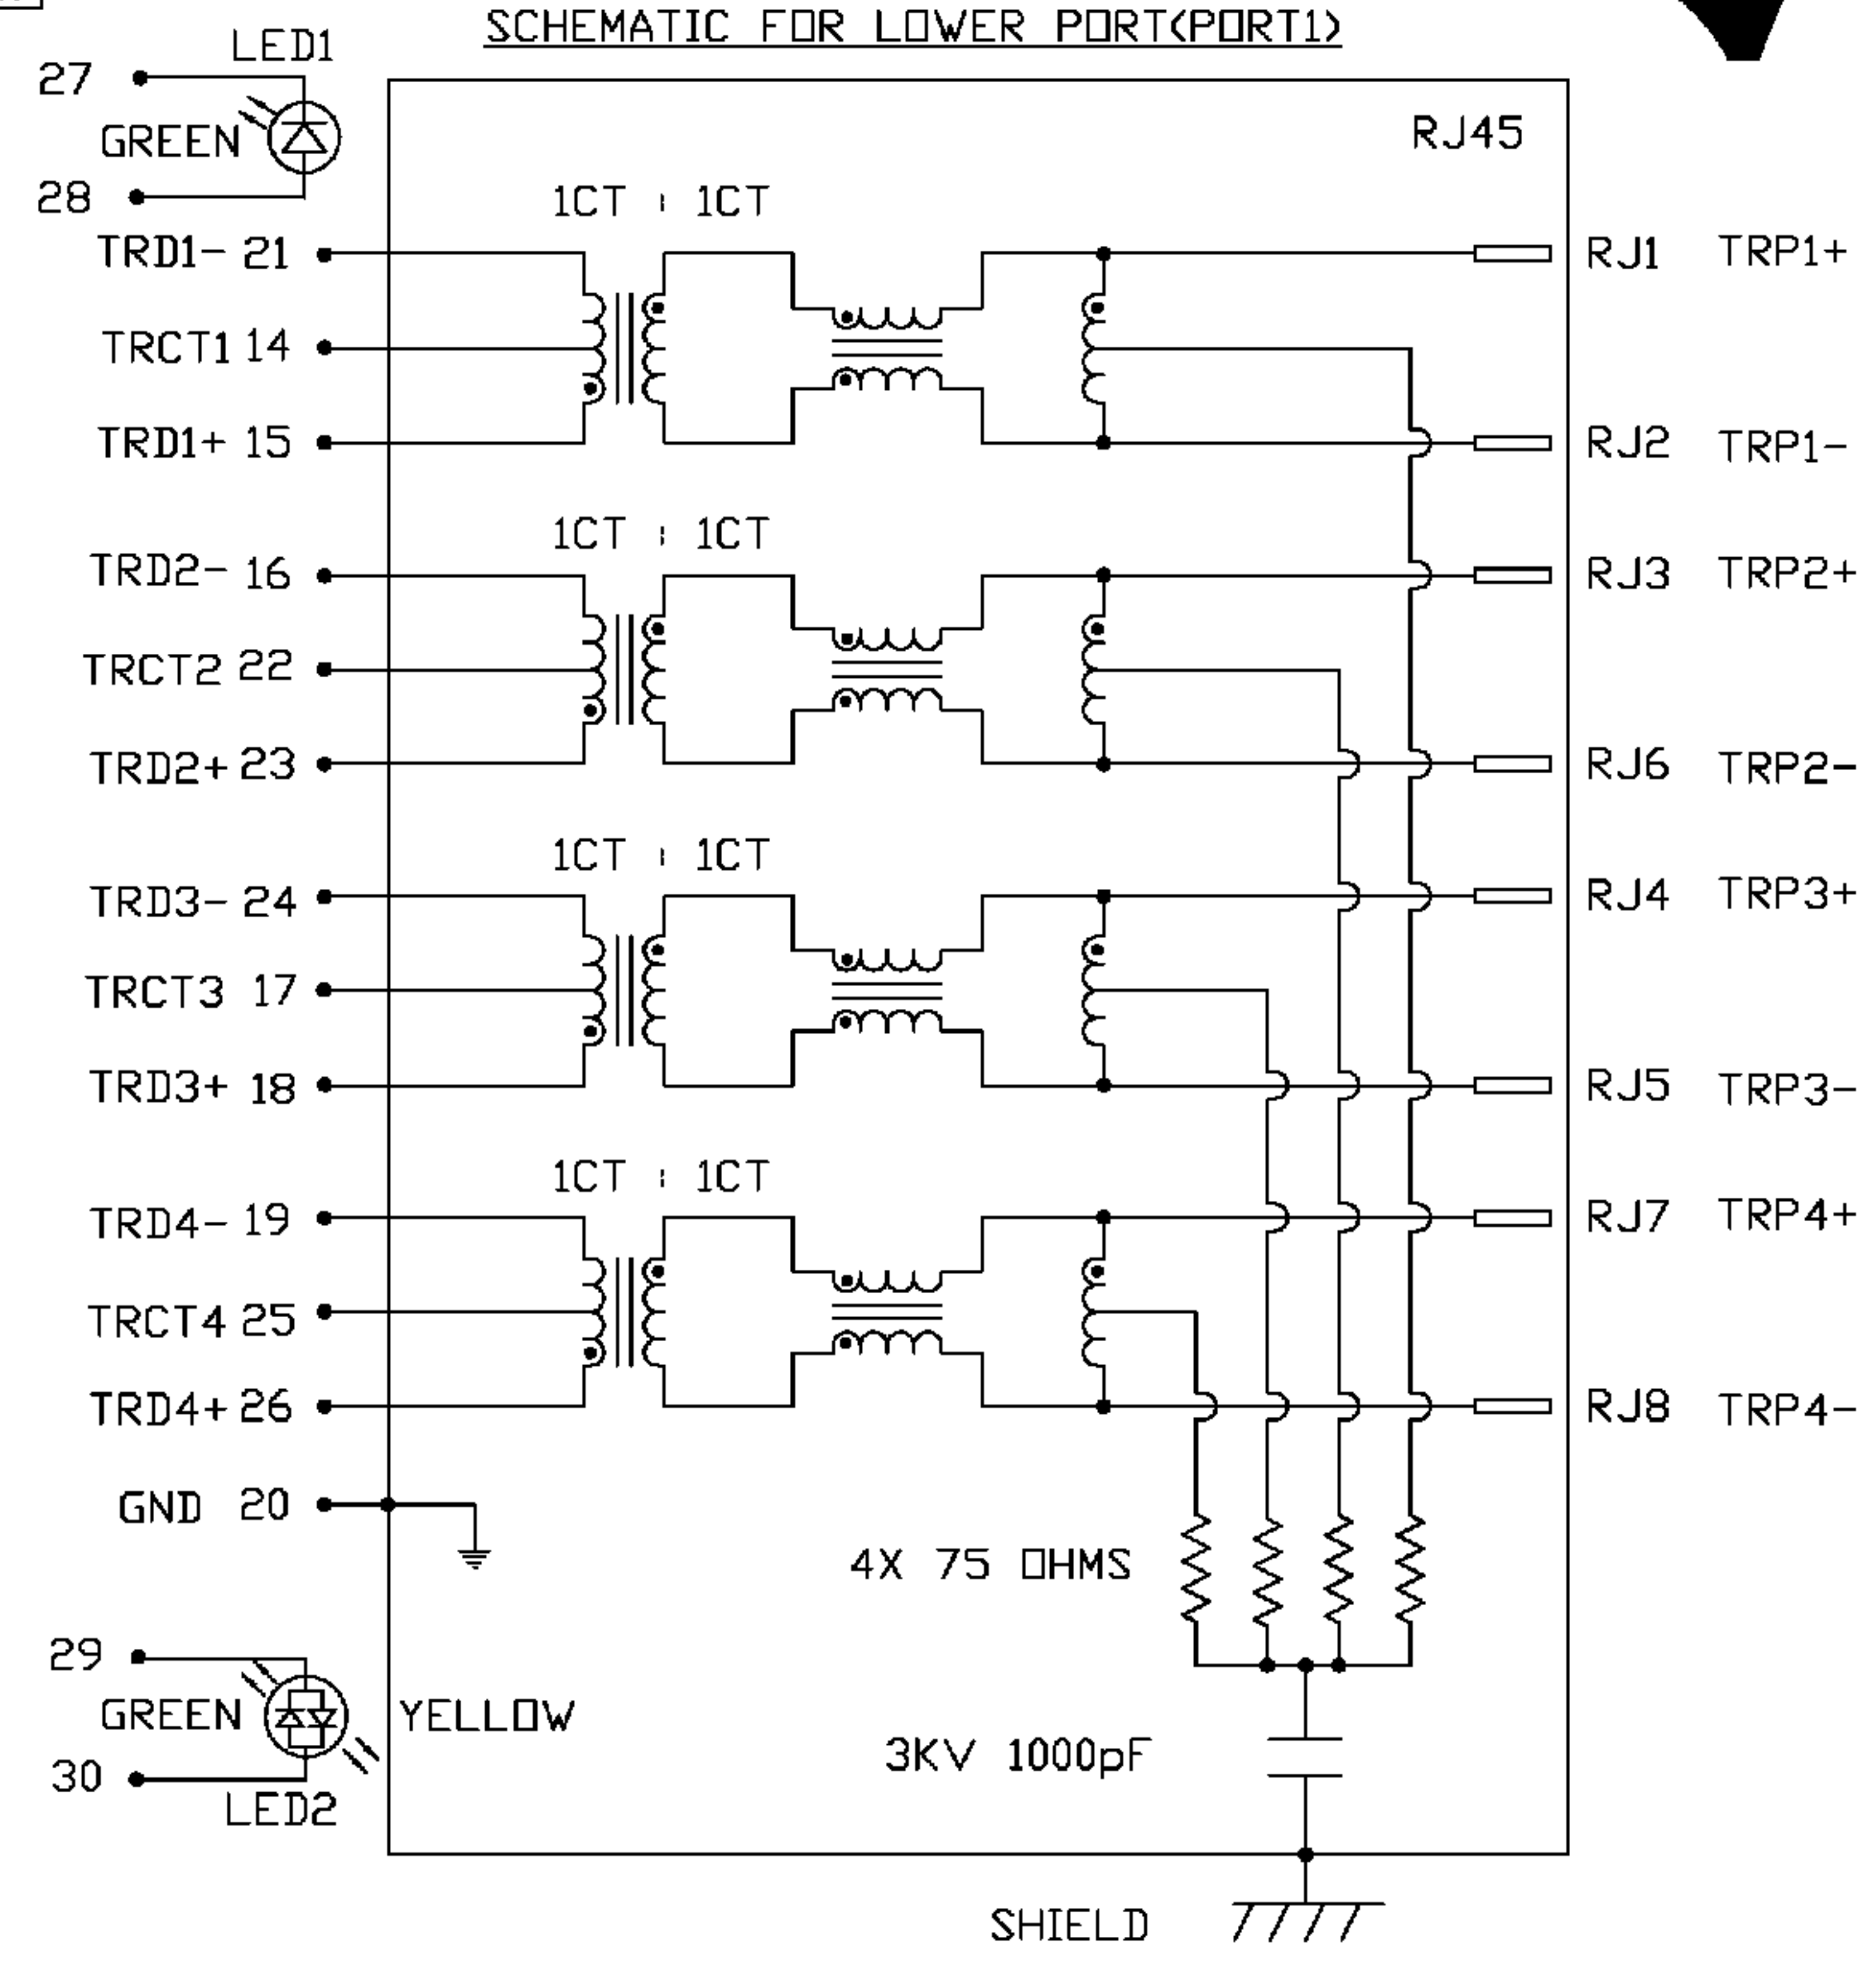 SCHEMATIC FOR LOWER PORT(PORT1)
LED1
27
GREEN
28
RJ45
1CT : 1CT
TRD1- 21
RJ1 TRP1+
TRCT1 14
TRD1+ 15
RJ2 TRP1-
1CT : 1CT
TRD2- 16
RJ3 TRP2+
TRCT2 22
TRD2+ 23
RJ6 TRP2-
1CT : 1CT
TRD3- 24
RJ4 TRP3+
TRCT3 17
TRD3+ 18
RJ5 TRP3-
1CT : 1CT
TRD4- 19
RJ7 TRP4+
TRCT4 25
TRD4+ 26
RJ8 TRP4-
GND 20
4X 75 OHMS
29
GREEN
YELLOW
30
LED2
3KV 1000pF
SHIELD